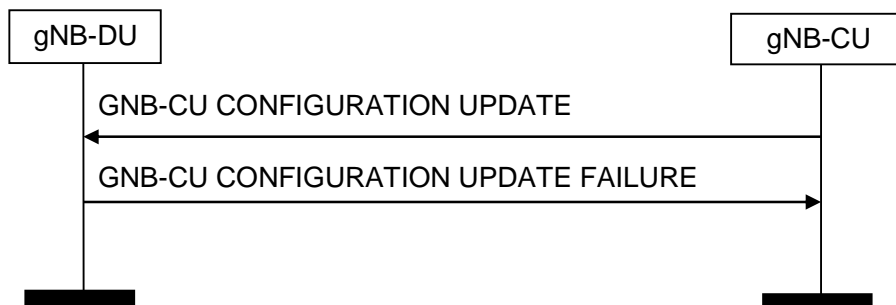 gNB-DU
gNB-CU
GNB-CU CONFIGURATION UPDATE
GNB-CU CONFIGURATION UPDATE FAILURE